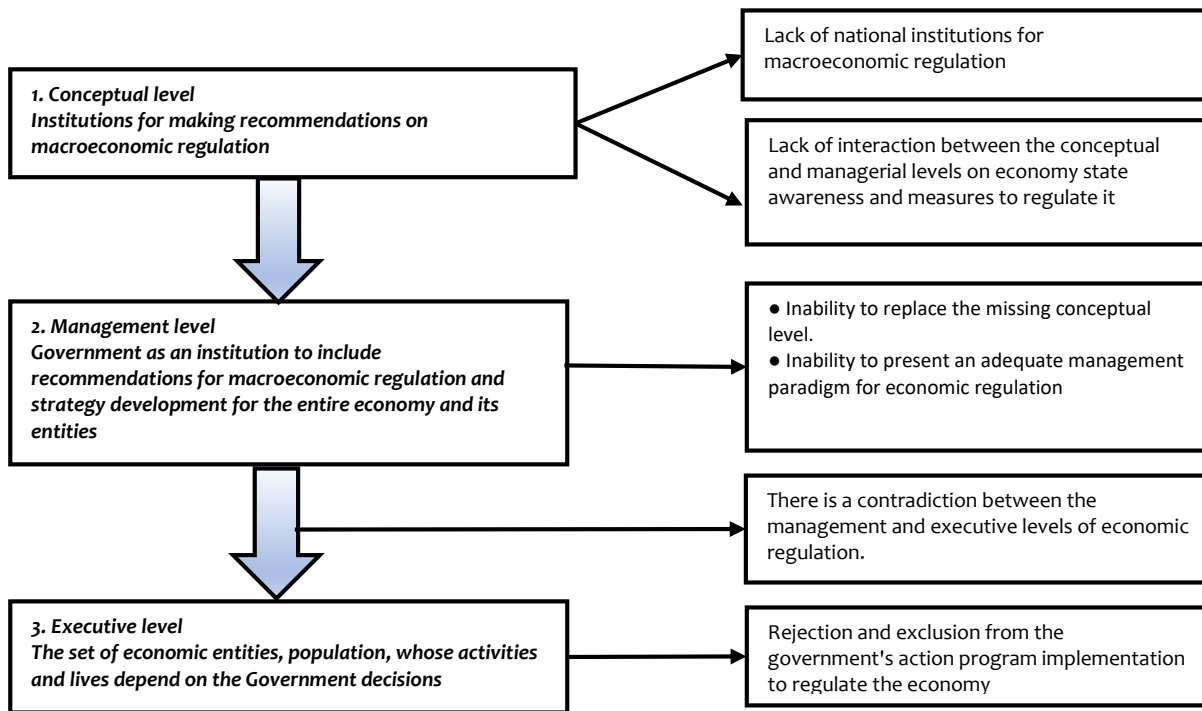 Lack of national institutions for
macroeconomic regulation
1. Conceptual level
Institutions for making recommendations on
macroeconomic regulation
Lack of interaction between the conceptual
and managerial levels on economy state
awareness and measures to regulate it
2. Management level
Government as an institution to include
recommendations for macroeconomic regulation and
strategy development for the entire economy and its
entities
● Inability to replace the missing conceptual
level.
● Inability to present an adequate management
paradigm for economic regulation
There is a contradiction between the
management and executive levels of economic
regulation.
3. Executive level
The set of economic entities, population, whose activities
and lives depend on the Government decisions
Rejection and exclusion from the
government's action program implementation
to regulate the economy